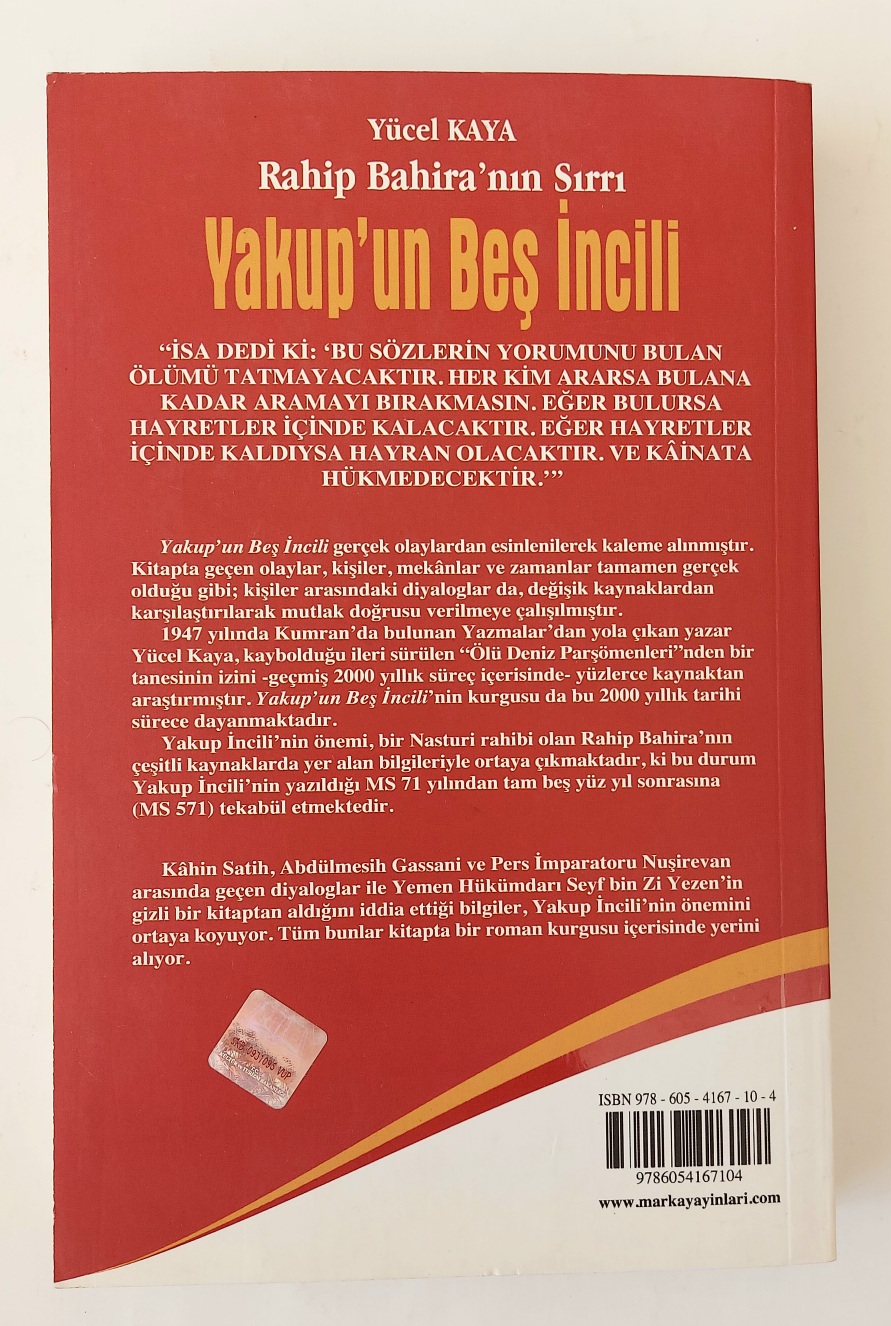 Yücel KAYA
Rahip Bahira'nın Sırrı
Yakup'un Beş İncili
“İSA DEDİ Kİ: ‘BU SÖZLERİN YORUMUNU BULAN
ÖLÜMÜ TATMAYACAKTIR. HER KİM ARARSA BULANA
KADAR ARAMAYI BIRAKMASIN. EĞER BULURSA
HAYRETLER İÇİNDE KALACAKTIR. EĞER HAYRETLER
İÇİNDE KALDIYSA HAYRAN OLACAKTIR. VE KÂİNATA
HÜKMEDECEKTİR.’”
Yakup'un Beş İncili gerçek olaylardan esinlenilerek kaleme alınmıştır.
Kitapta geçen olaylar, kişiler, mekânlar ve zamanlar tamamen gerçek
olduğu gibi; kişiler arasındaki diyaloglar da, değişik kaynaklardan
karşılaştırılarak mutlak doğrusu verilmeye çalışılmıştır.
1947 yılında Kumran'da bulunan Yazmalar'dan yola çıkan yazar
Yücel Kaya, kaybolduğu ileri sürülen “Ölü Deniz Parşömenleri”nden bir
tanesinin izini -geçmiş 2000 yıllık süreç içerisinde- yüzlerce kaynaktan
araştırmıştır. Yakup'un Beş İncili'nin kurgusu da bu 2000 yıllık tarihi
sürece dayanmaktadır.
Yakup İncili'nin önemi, bir Nasturi rahibi olan Rahip Bahira'nın
çeşitli kaynaklarda yer alan bilgileriyle ortaya çıkmaktadır, ki bu durum
Yakup İncili'nin yazıldığı MS 71 yılından tam beş yüz yıl sonrasına
(MS 571) tekabül etmektedir.
Kâhin Satih, Abdülmesih Gassani ve Pers İmparatoru Nuşirevan
arasında geçen diyaloglar ile Yemen Hükümdarı Seyf bin Zi Yezen'in
gizli bir kitaptan aldığını iddia ettiği bilgiler, Yakup İncili'nin önemini
ortaya koyuyor. Tüm bunlar kitapta bir roman kurgusu içerisinde yerini
alıyor.
ISBN 978 - 605 - 4167 - 10 - 4
9786054167104
www.markayayinlari.com